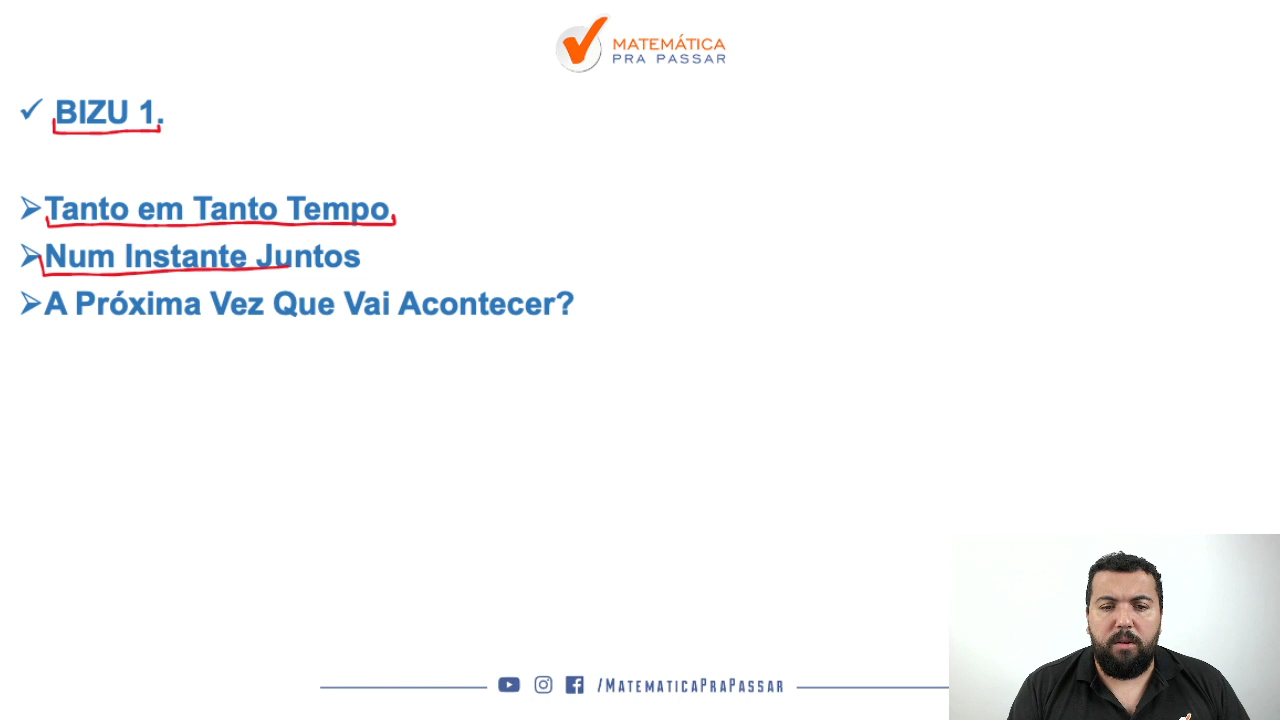 MATEMÁTICA
PRA PASSAR
BIZU 1.
Tanto em Tanto Tempo
Num Instante Juntos
A Próxima Vez Que Vai Acontecer?
/MATEMATICAPRAPASSAR